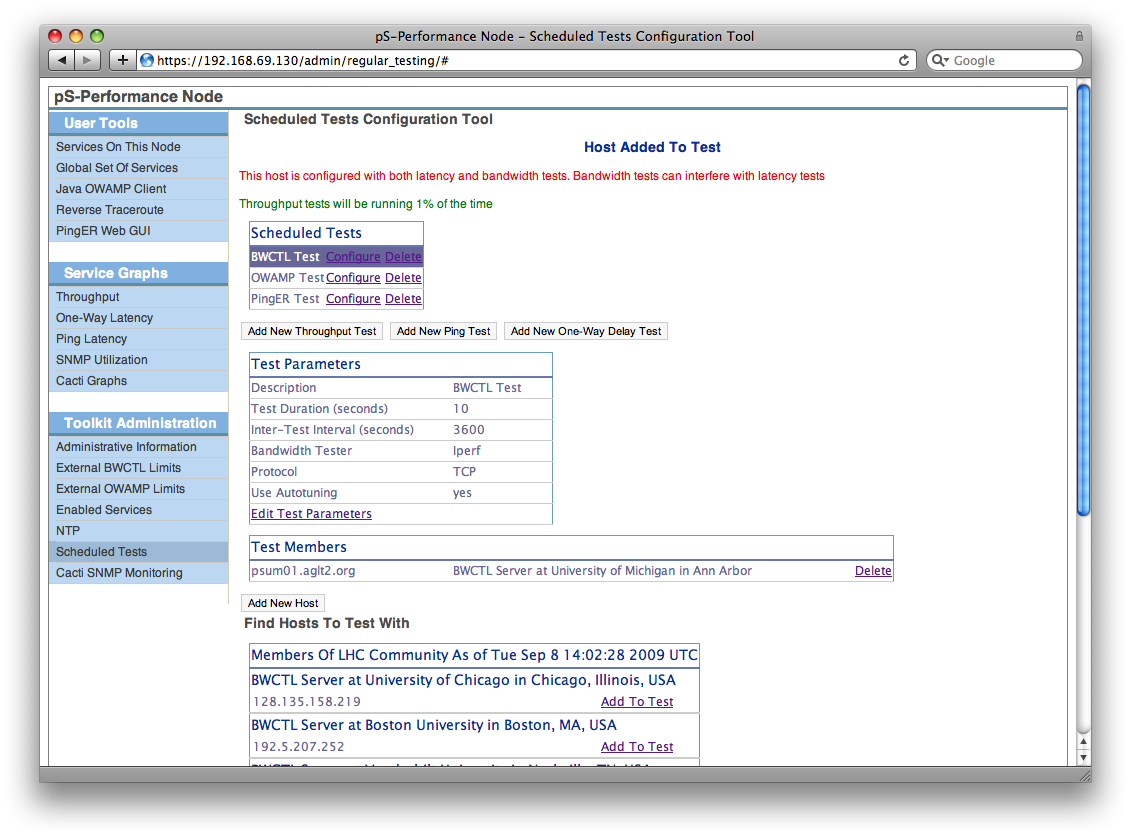 pS-Performance Node - Scheduled Tests Configuration Tool
https://192.168.69.130/admin/regular_testing/#
Google
pS-Performance Node
User Tools
Services On This Node
Global Set Of Services
Java OWAMP Client
Reverse Traceroute
PingER Web GUI
Service Graphs
Throughput
One-Way Latency
Ping Latency
SNMP Utilization
Cacti Graphs
Toolkit Administration
Administrative Information
External BWCTL Limits
External OWAMP Limits
Enabled Services
NTP
Scheduled Tests
Cacti SNMP Monitoring
Scheduled Tests Configuration Tool
Host Added To Test
This host is configured with both latency and bandwidth tests. Bandwidth tests can interfere with latency tests
Throughput tests will be running 1% of the time
Scheduled Tests
BWCTL Test Configure Delete
OWAMP Test Configure Delete
PingER Test Configure Delete
Add New Throughput Test Add New Ping Test Add New One-Way Delay Test
Test Parameters
Description BWCTL Test
Test Duration (seconds) 10
Inter-Test Interval (seconds) 3600
Bandwidth Tester Iperf
Protocol TCP
Use Autotuning yes
Edit Test Parameters
Test Members
psum01.aglt2.org BWCTL Server at University of Michigan in Ann Arbor Delete
Add New Host
Find Hosts To Test With
Members Of LHC Community As of Tue Sep 8 14:02:28 2009 UTC
BWCTL Server at University of Chicago in Chicago, Illinois, USA
128.135.158.219 Add To Test
BWCTL Server at Boston University in Boston, MA, USA
192.5.207.252 Add To Test